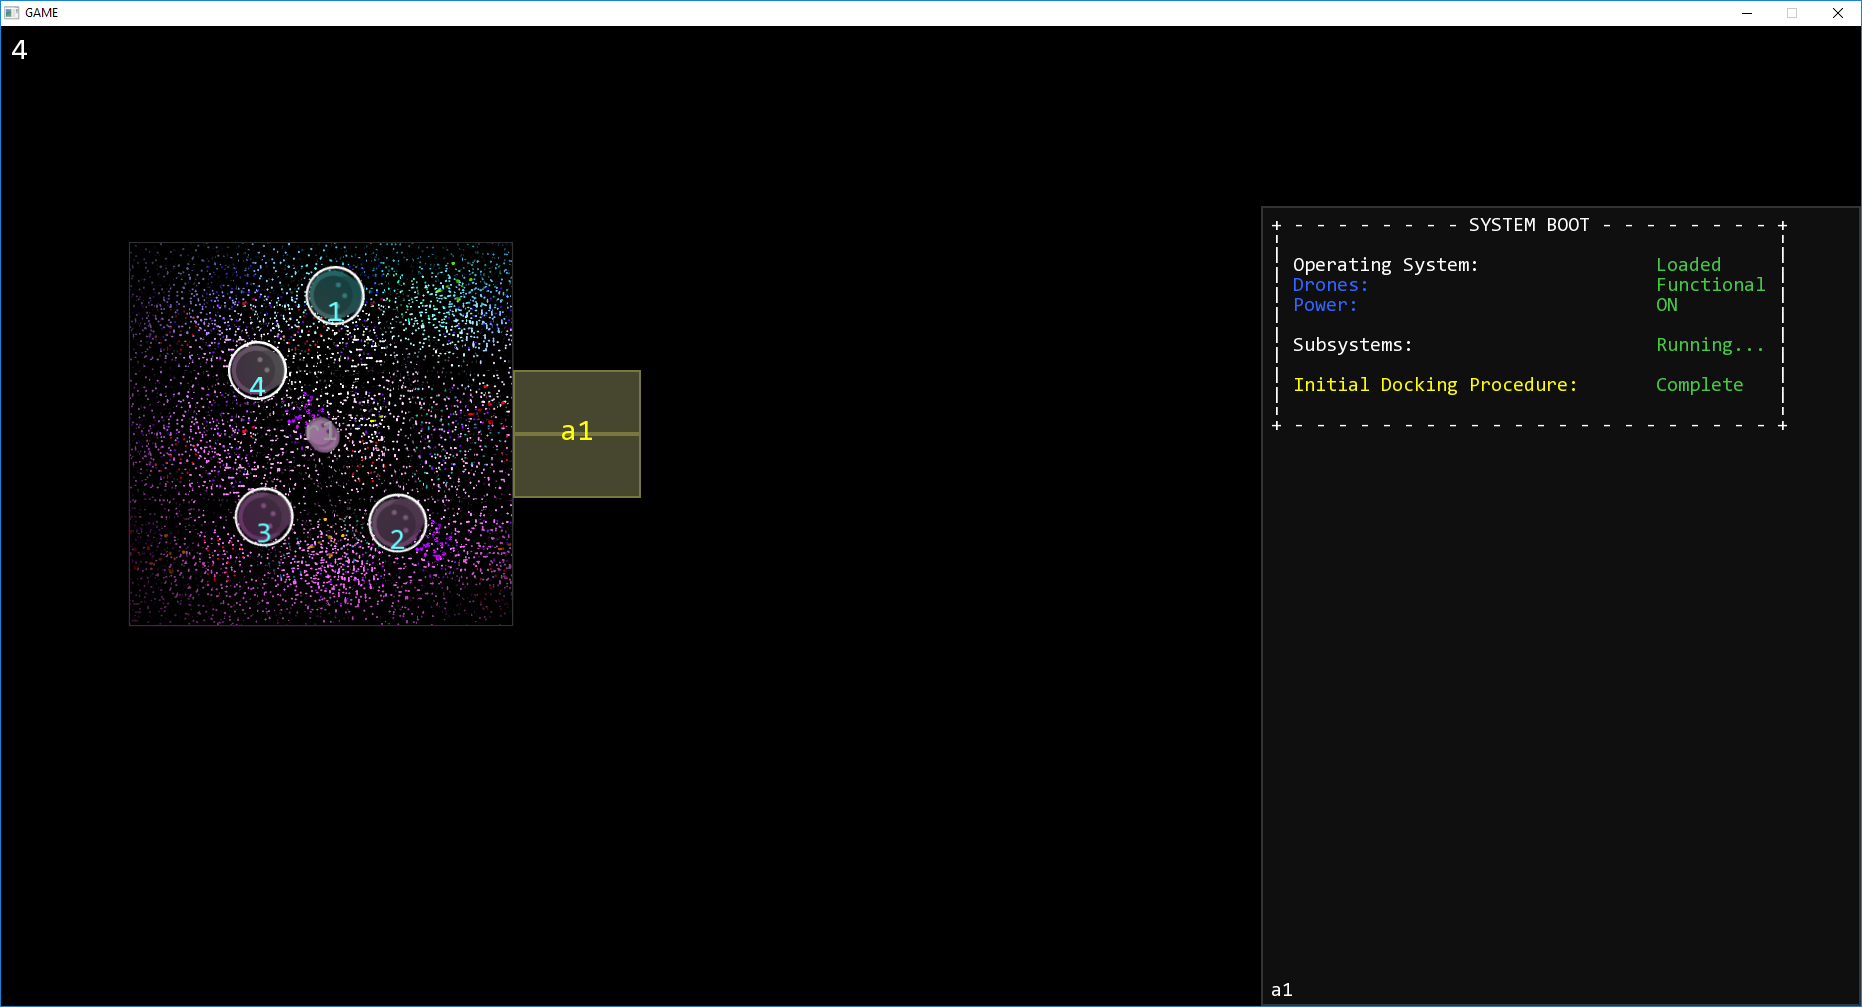 GAME
4
1
4
r1
a1
3
2
SYSTEM BOOT
Operating System: Loaded
Drones: Functional
Power: ON
Subsystems: Running...
Initial Docking Procedure: Complete
a1